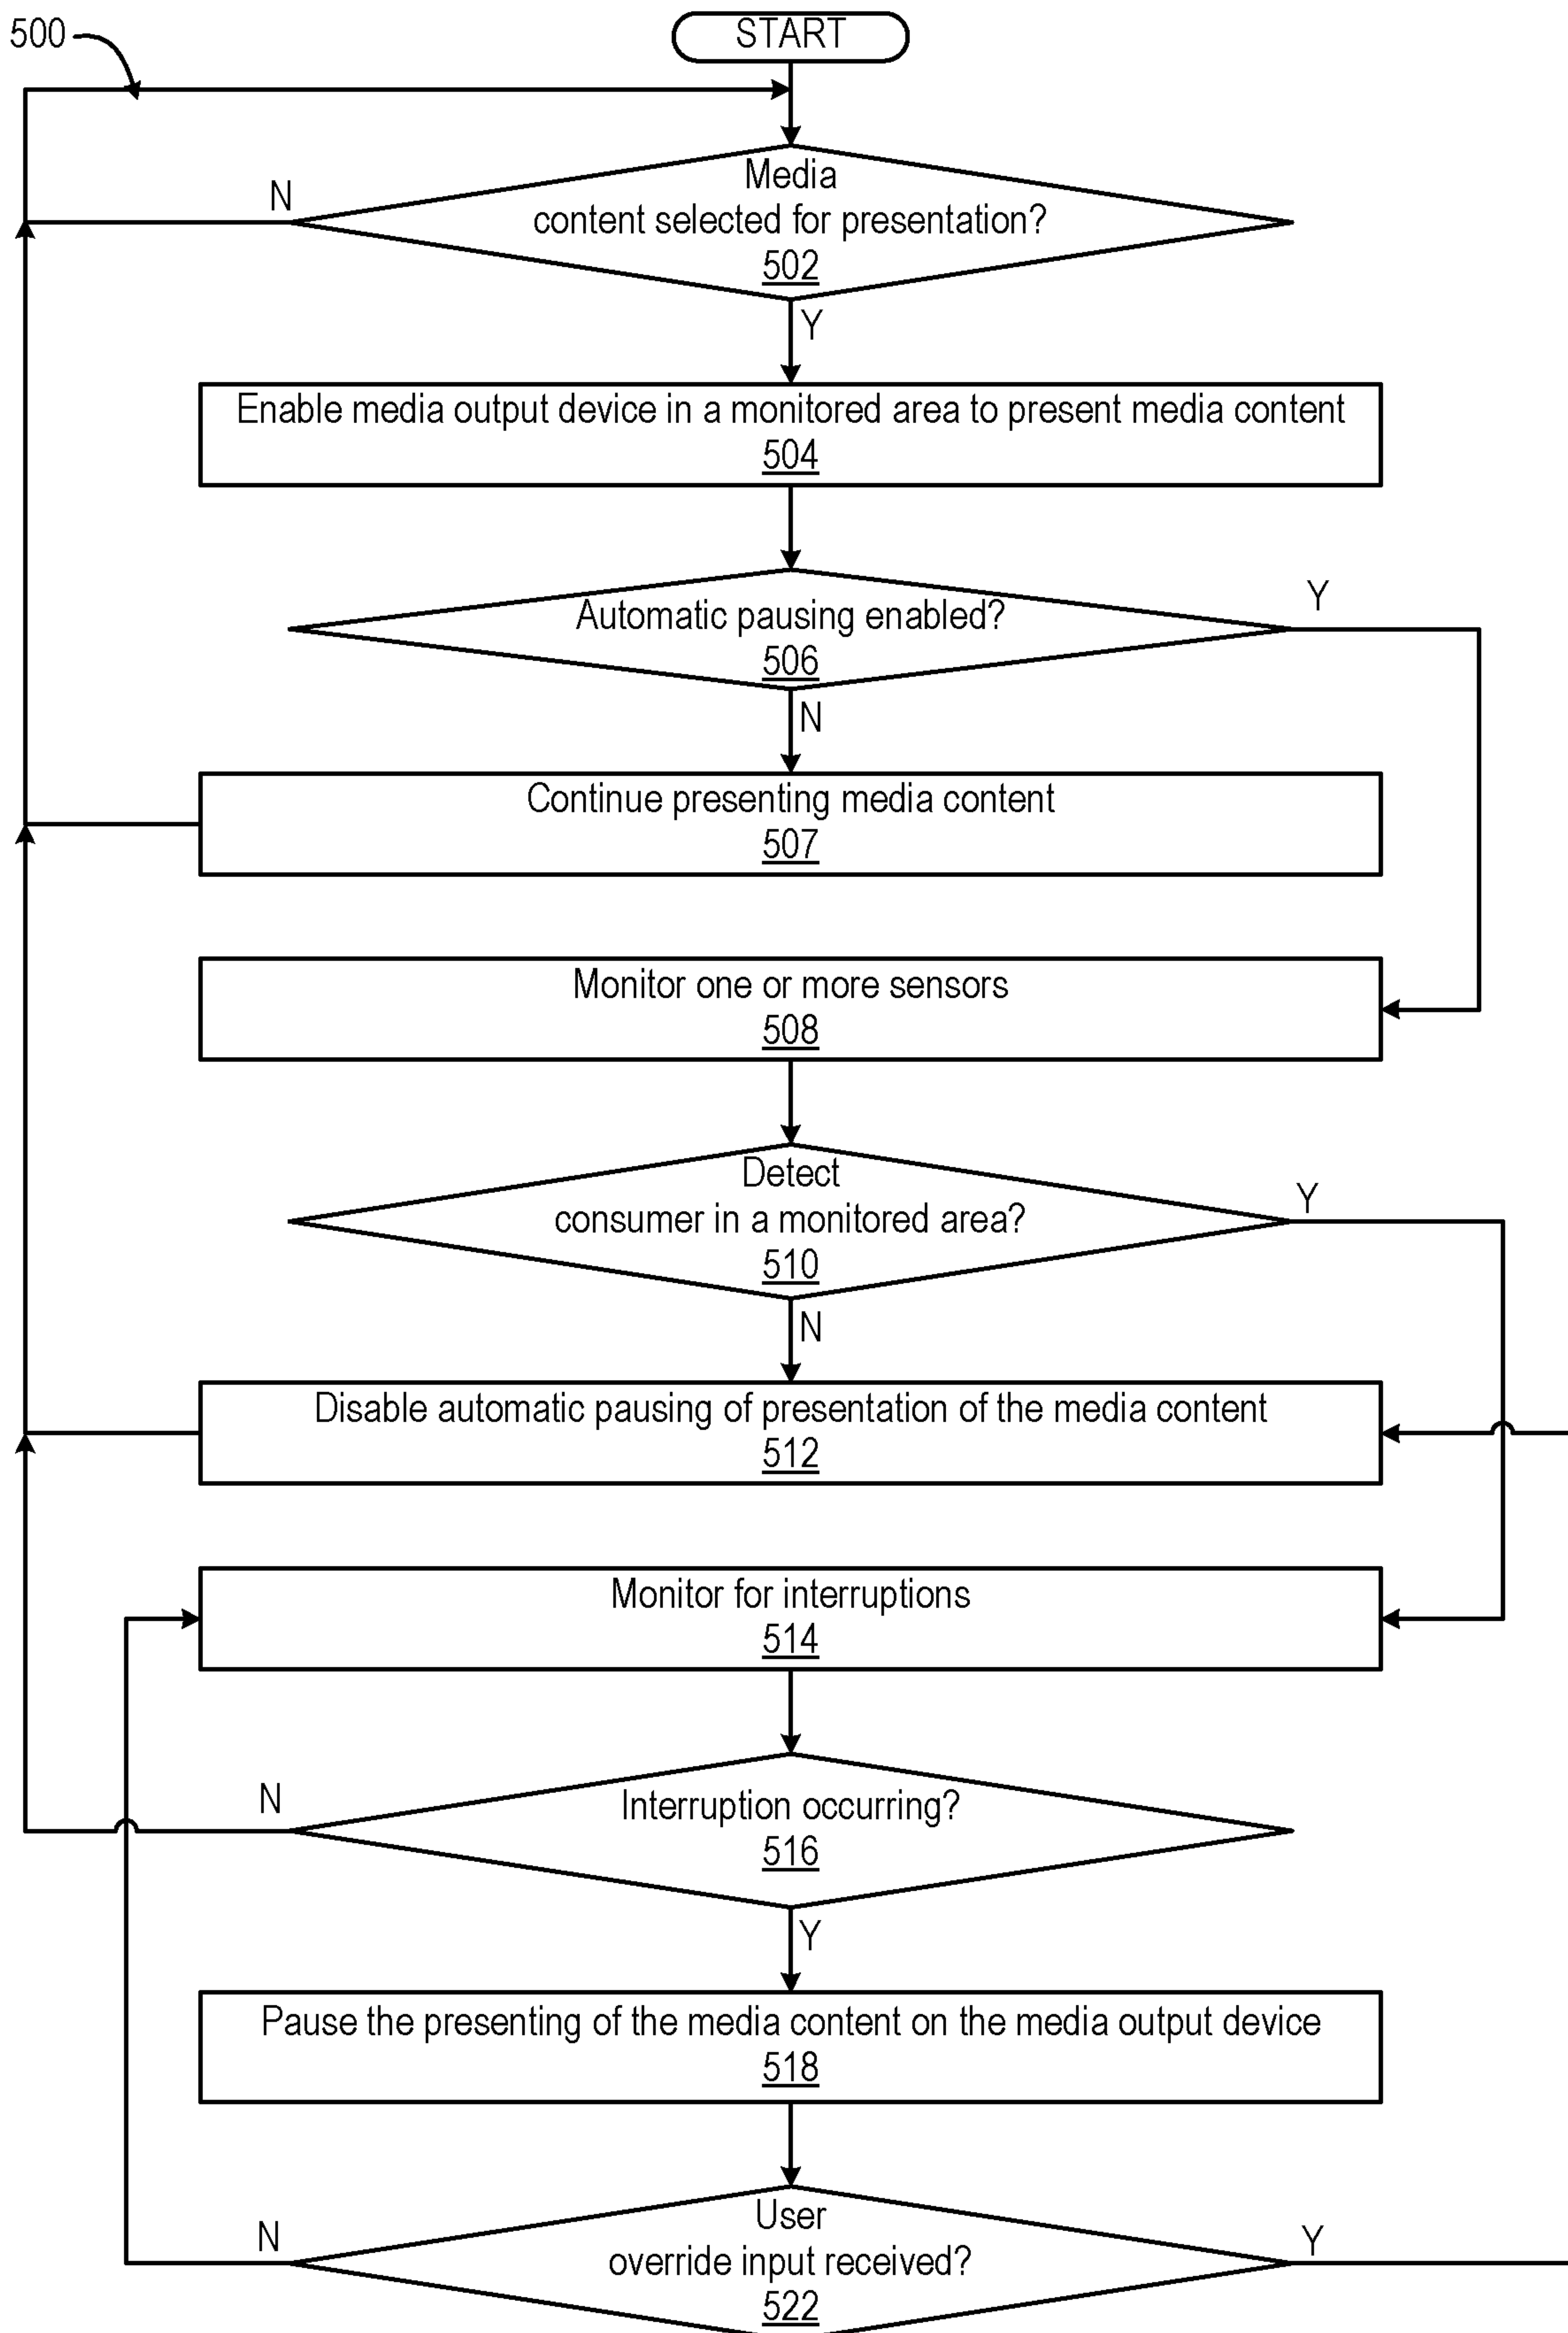 500
START
Media
content selected for presentation?
502
N
Y
Enable media output device in a monitored area to present media content
504
Automatic pausing enabled?
506
Y
N
Continue presenting media content
507
Monitor one or more sensors
508
Detect
consumer in a monitored area?
510
Y
N
Disable automatic pausing of presentation of the media content
512
Monitor for interruptions
514
Interruption occurring?
516
N
Y
Pause the presenting of the media content on the media output device
518
User
override input received?
522
N
Y